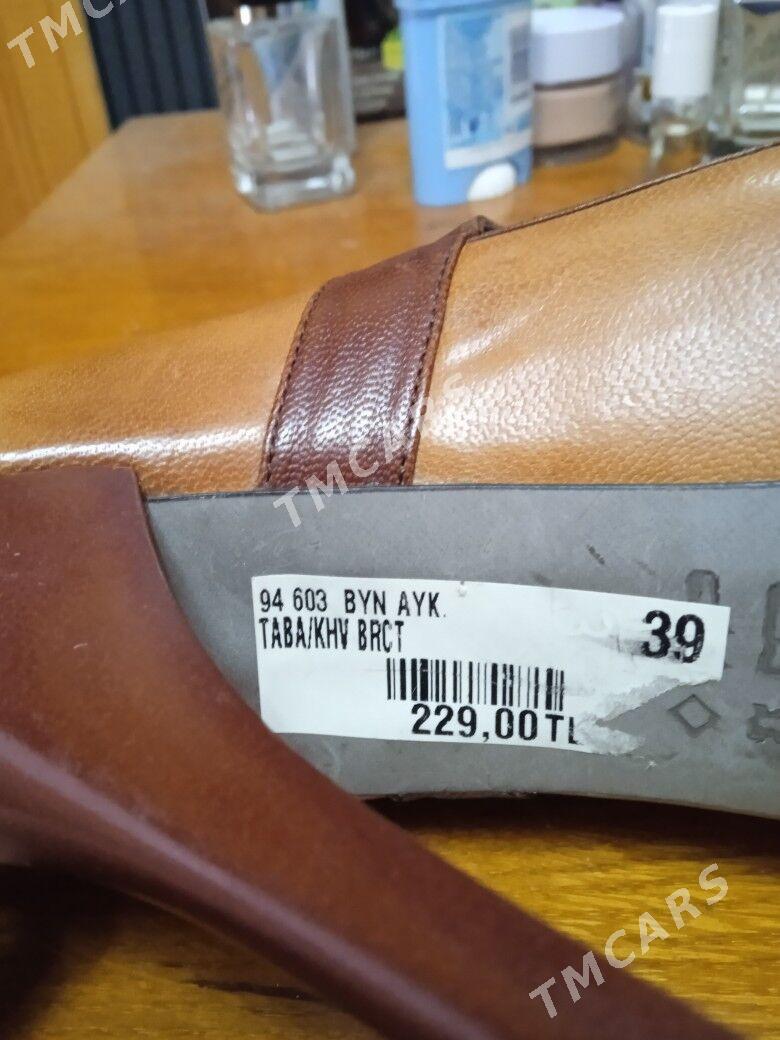 TMCARS
TMCARS
94 603 BYN AYK.
TABA/KHV BRCT
39
229,00TL
TMCARS